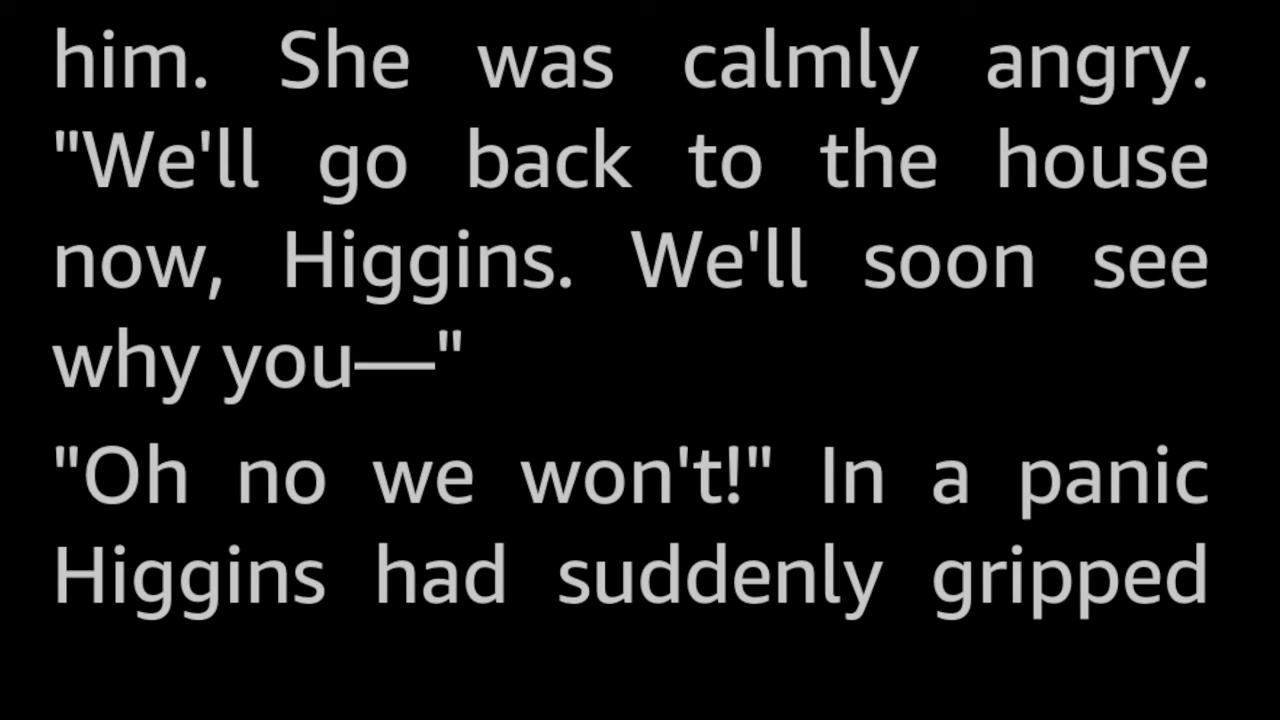 him. She was calmly angry.
"We'll go back to the house
now, Higgins. We'll soon see
why you—"
"Oh no we won't!" In a panic
Higgins had suddenly gripped